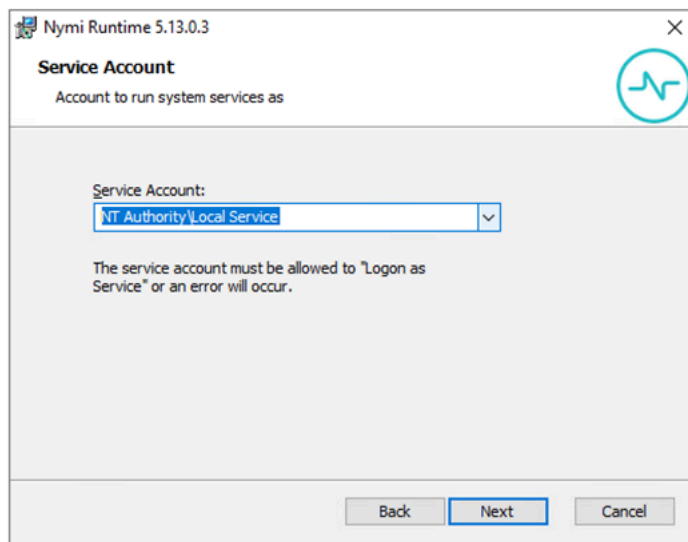 Nymi Runtime 5.13.0.3
Service Account
Account to run system services as
Service Account:
NT Authority\Local Service
The service account must be allowed to "Logon as
Service" or an error will occur.
Back
Next
Cancel